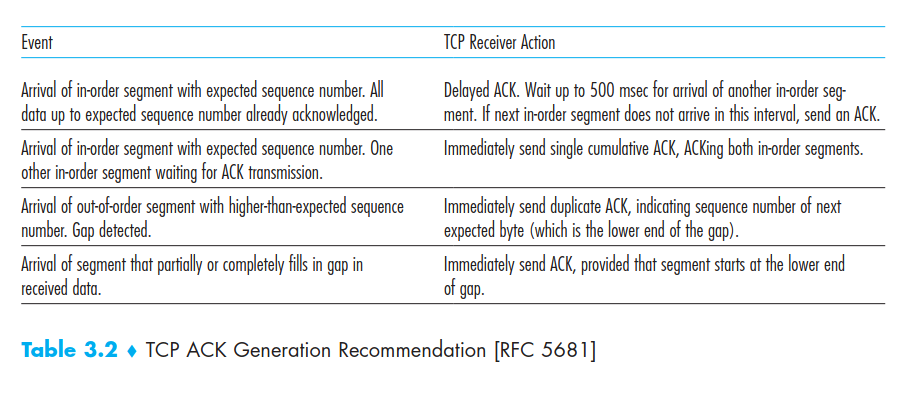 Event TCP Receiver Action
Arrival of in-order segment with expected sequence number. All
data up to expected sequence number already acknowledged.
Delayed ACK. Wait up to 500 msec for arrival of another in-order seg-
ment. If next in-order segment does not arrive in this interval, send an ACK.
Arrival of in-order segment with expected sequence number. One
other in-order segment waiting for ACK transmission.
Immediately send single cumulative ACK, ACKing both in-order segments.
Arrival of out-of-order segment with higher-than-expected sequence
number. Gap detected.
Immediately send duplicate ACK, indicating sequence number of next
expected byte (which is the lower end of the gap).
Arrival of segment that partially or completely fills in gap in
received data.
Immediately send ACK, provided that segment starts at the lower end
of gap.
Table 3.2 ♦ TCP ACK Generation Recommendation [RFC 5681]